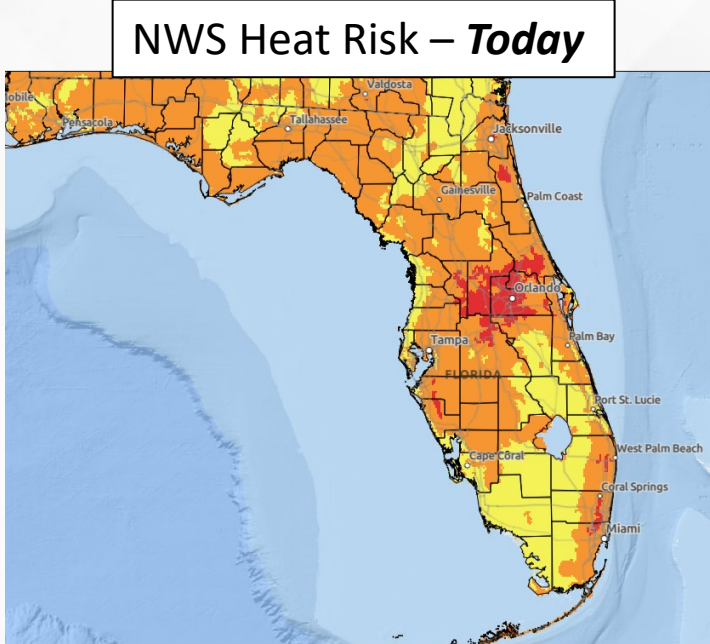 NWS Heat Risk – Today
Valdosta
Mobile
Pensacola
Tallahassee
Jacksonville
Gainesville
Palm Coast
Orlando
Palm Bay
Tampa
FLORIDA
Port St. Lucie
West Palm Beach
Cape Coral
Coral Springs
Miami